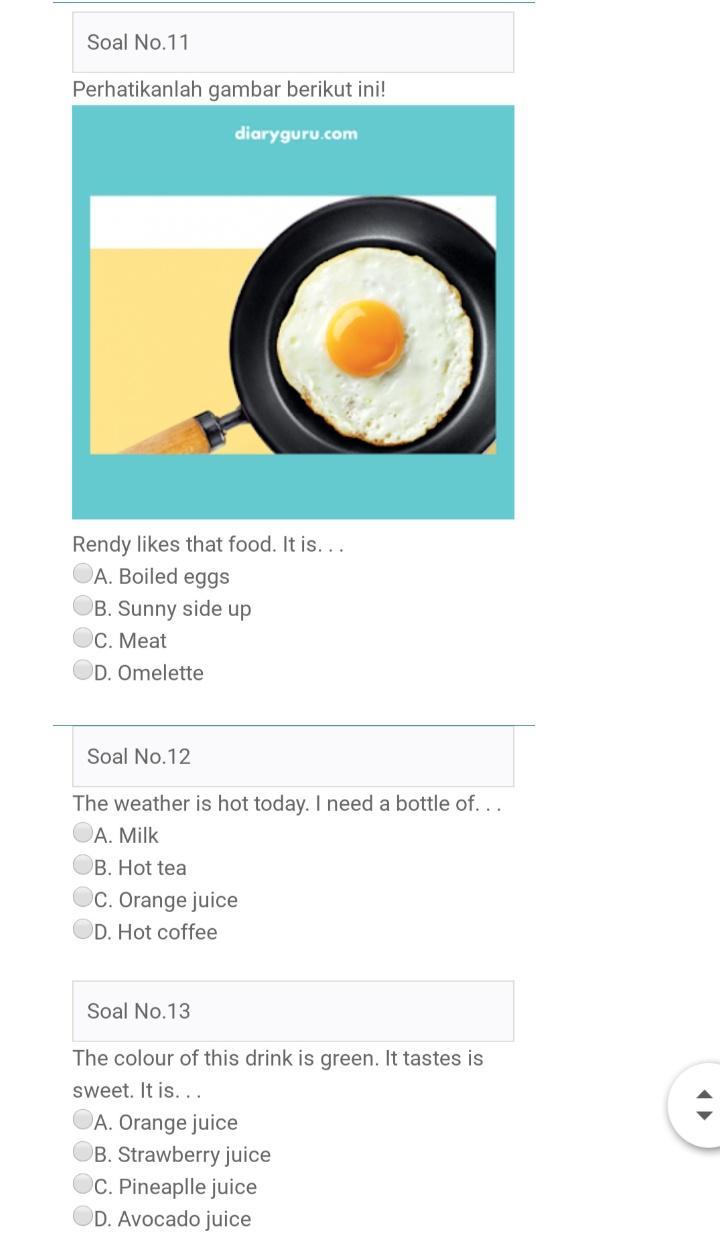 Soal No.11
Perhatikanlah gambar berikut ini!
diaryguru.com
Rendy likes that food. It is. . .
A. Boiled eggs
B. Sunny side up
C. Meat
D. Omelette
Soal No.12
The weather is hot today. I need a bottle of. . .
A. Milk
B. Hot tea
C. Orange juice
D. Hot coffee
Soal No.13
The colour of this drink is green. It tastes is
sweet. It is. . .
A. Orange juice
B. Strawberry juice
C. Pineaplle juice
D. Avocado juice